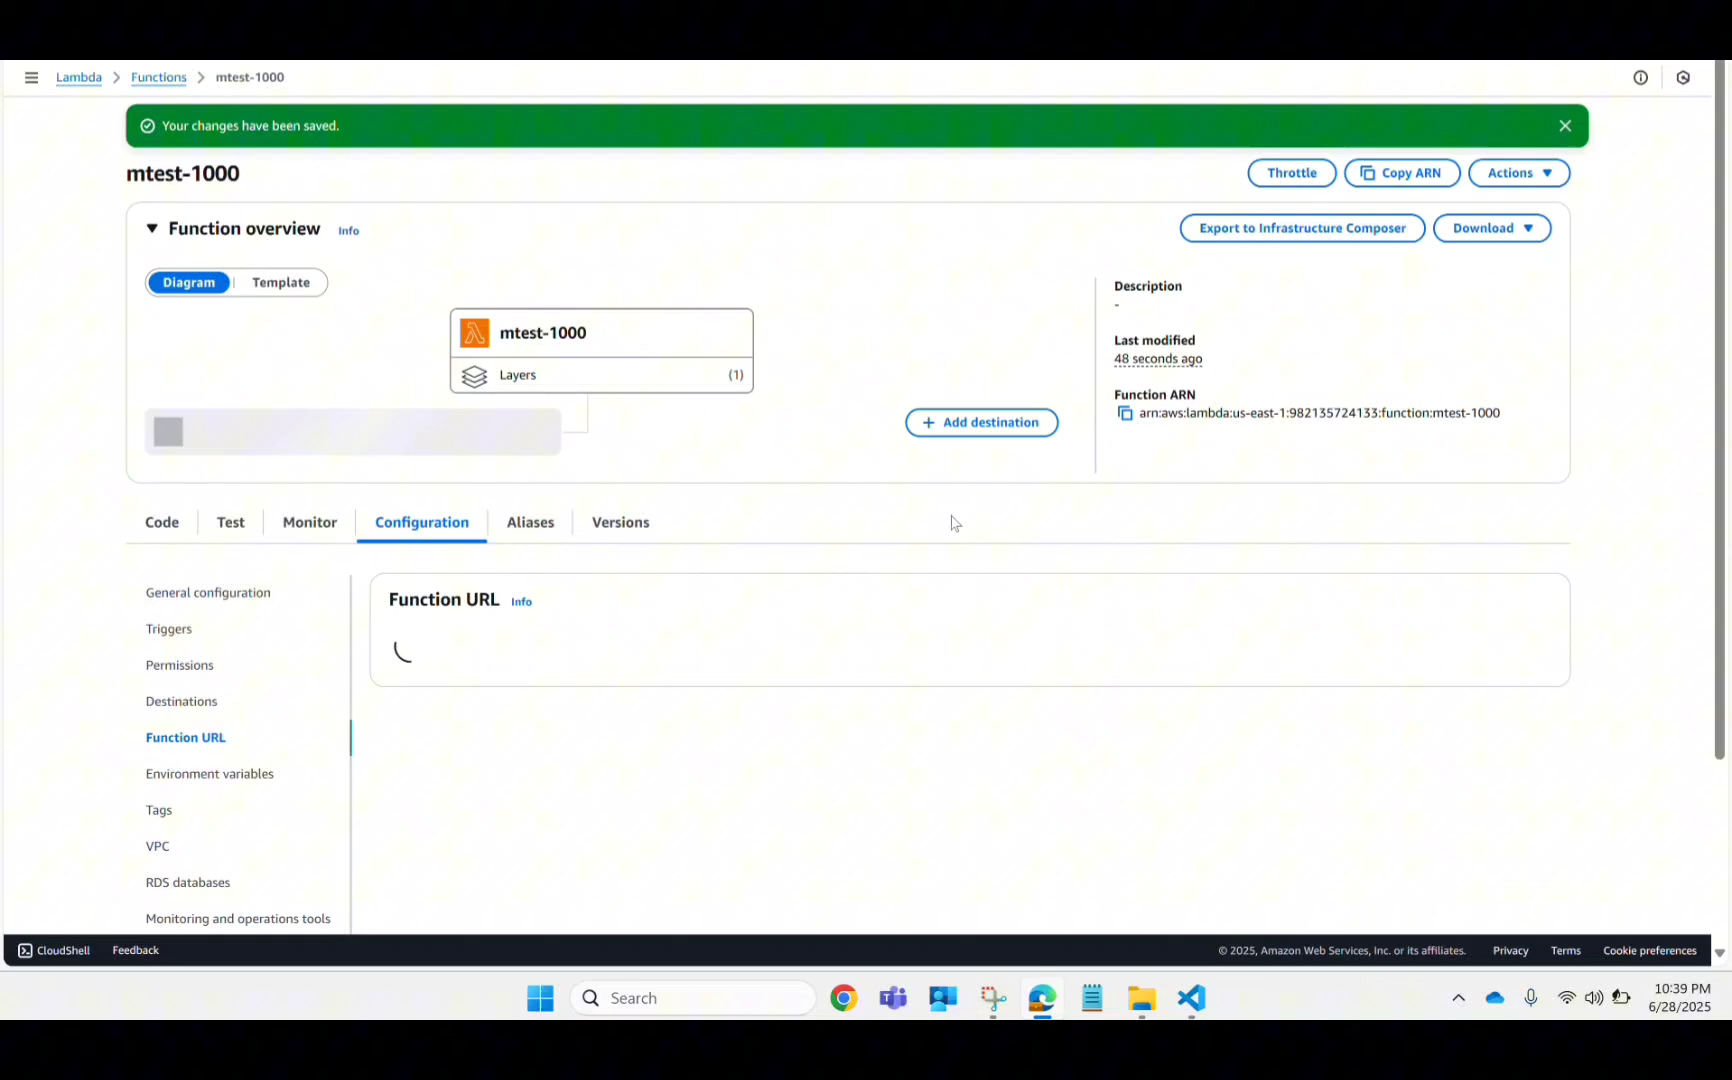 Lambda > Functions > mtest-1000
Your changes have been saved.
mtest-1000
Throttle Copy ARN Actions
Function overview Info
Export to Infrastructure Composer Download
Diagram | Template
mtest-1000
Layers (1)
Add destination
Description
-
Last modified
48 seconds ago
Function ARN
arn:aws:lambda:us-east-1:982135724133:function:mtest-1000
Code Test Monitor Configuration Aliases Versions
General configuration
Triggers
Permissions
Destinations
Function URL
Environment variables
Tags
VPC
RDS databases
Monitoring and operations tools
Function URL Info
CloudShell Feedback © 2025, Amazon Web Services, Inc. or its affiliates. Privacy Terms Cookie preferences
Search
10:39 PM
6/28/2025